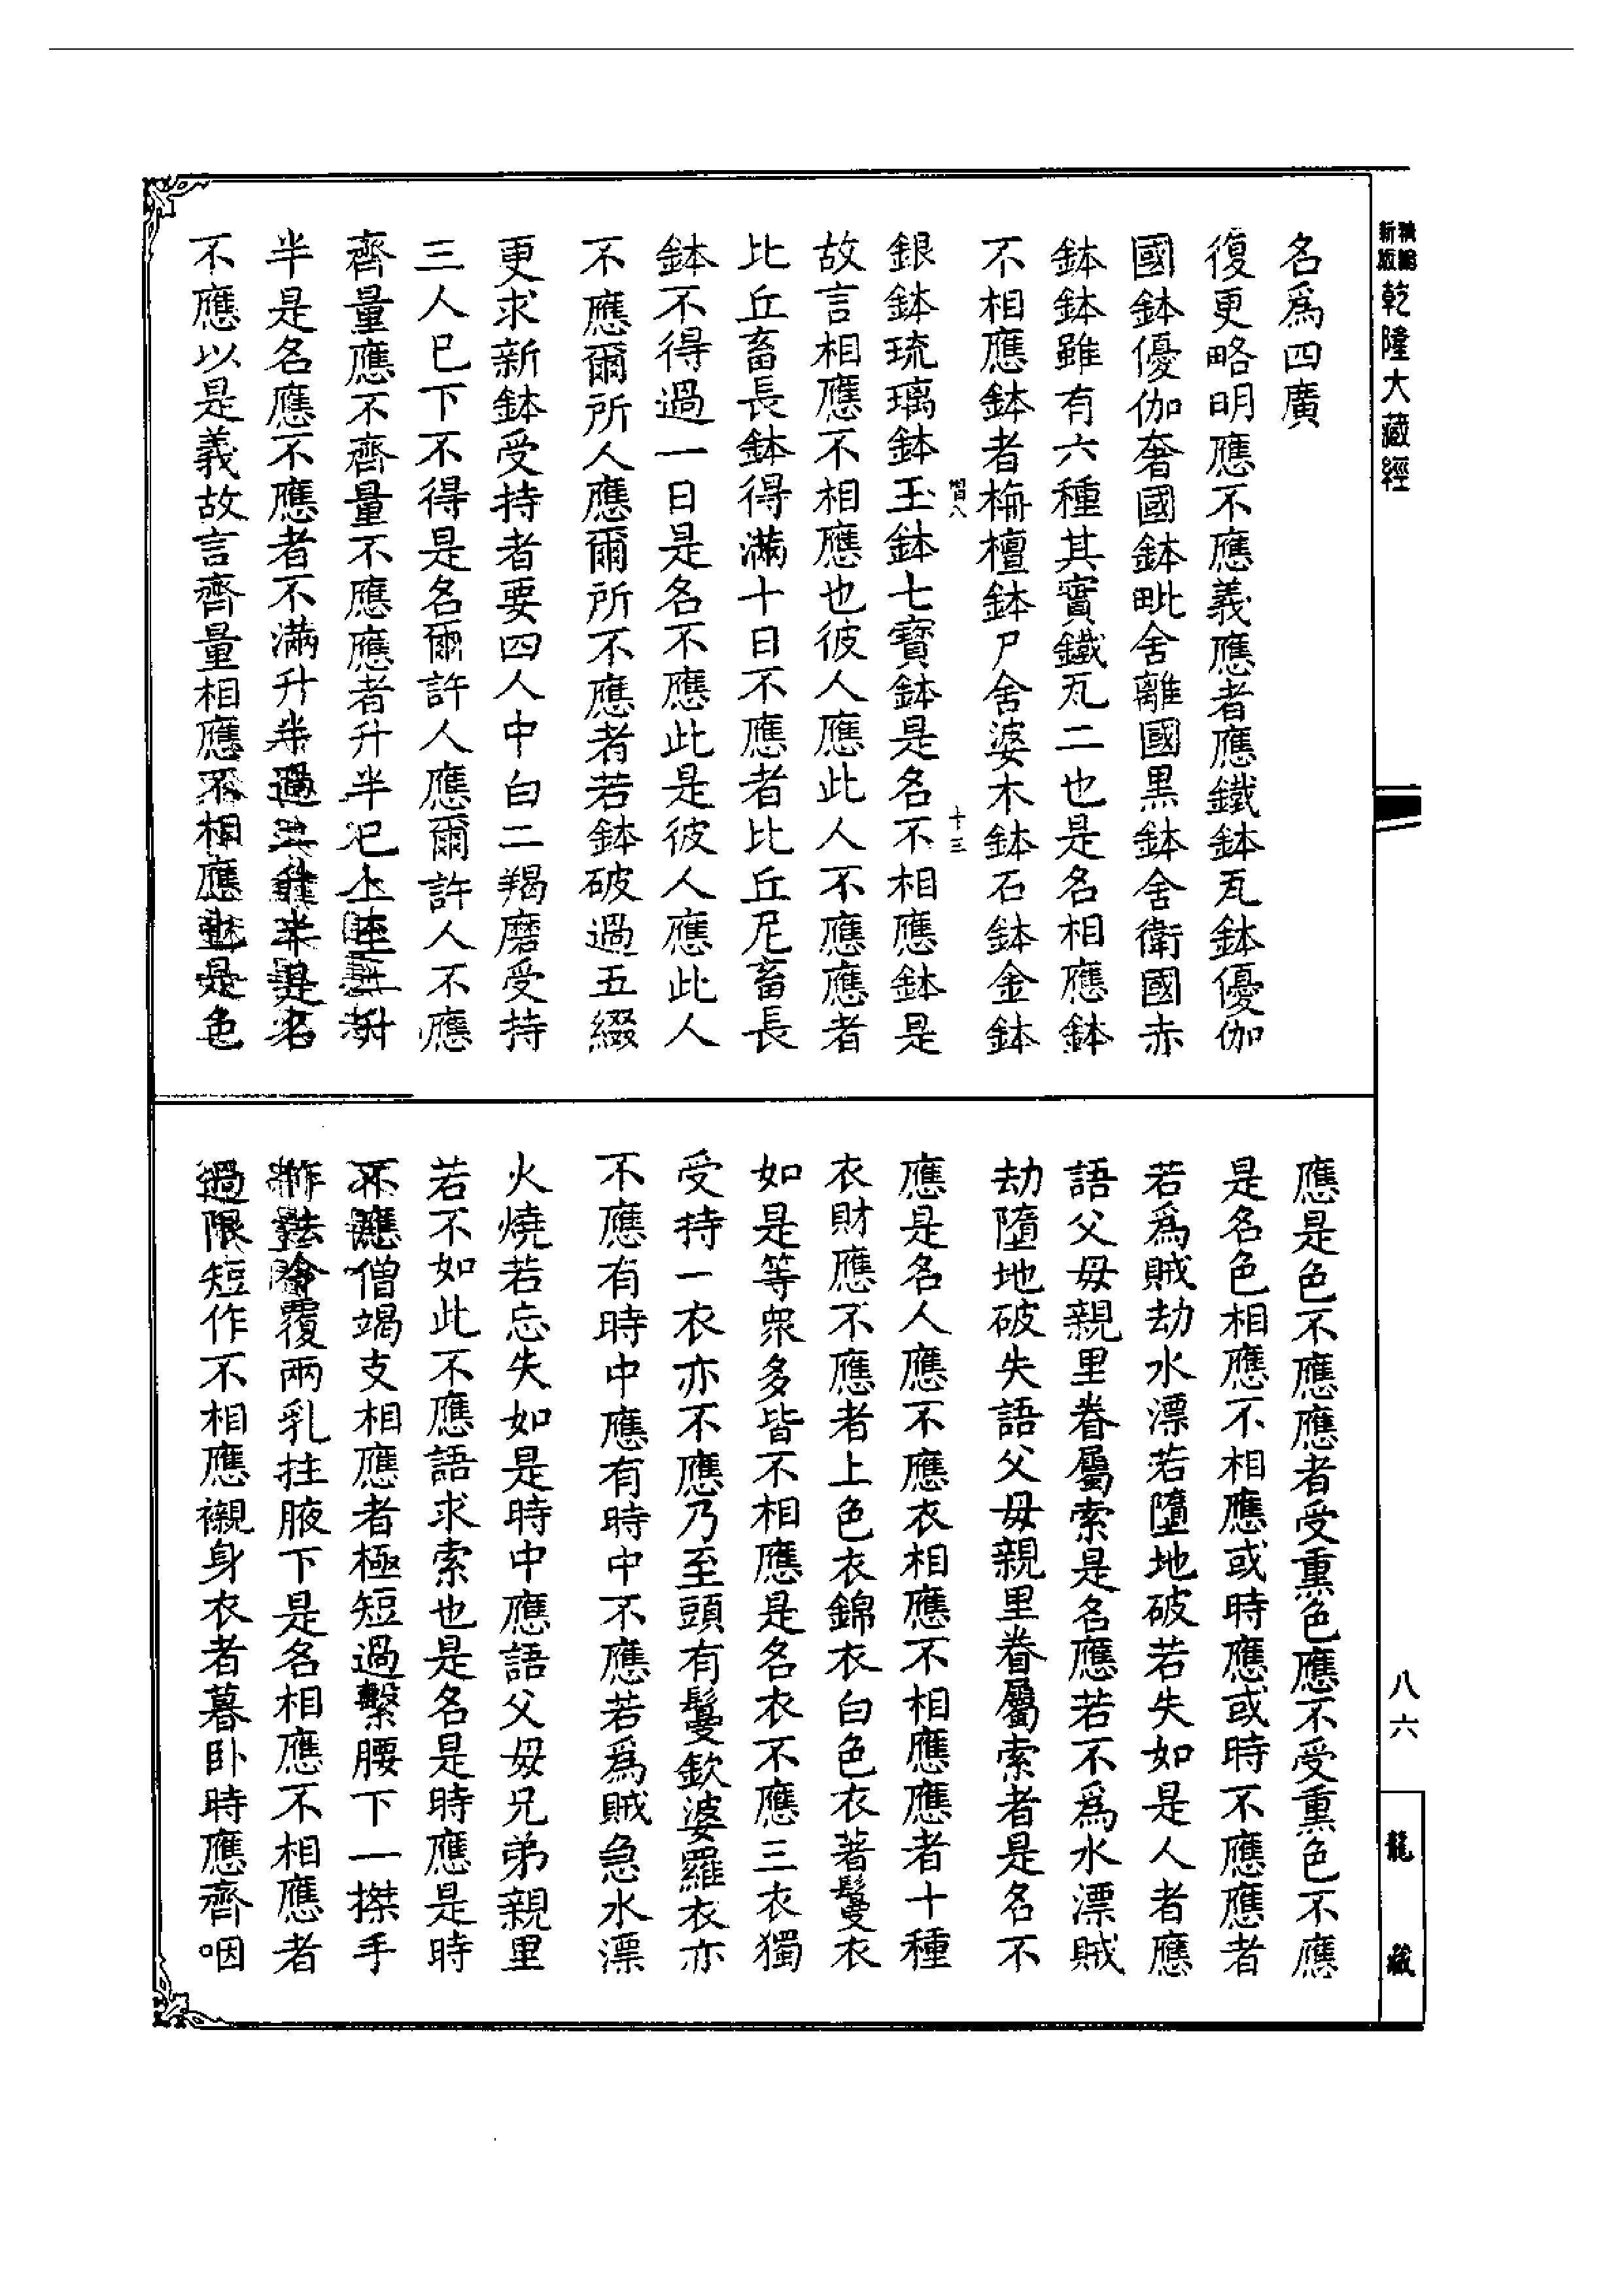 新編縮版
乾隆大藏經
八六
龍藏
名爲四廣
復更略明應不應義應者應鐵鉢瓦鉢優伽
國鉢優伽奢國鉢毗舍離國黑鉢舍衛國赤
鉢鉢雖有六種其實鐵瓦二也是名相應鉢
不相應鉢者栴檀鉢尸舍婆木鉢石鉢金鉢
十三
銀鉢琉璃鉢玉鉢七寶鉢是名不相應鉢是
故言相應不相應也彼人應此人不應應者
比丘畜長鉢得滿十日不應者比丘尼畜長
鉢不得過一日是名不應此是彼人應此人
不應爾所人應爾所不應者若鉢破過五綴
更求新鉢受持者要四人中白二羯磨受持
三人已下不得是名爾許人應爾許人不應
齊量應不齊量不應應者升半已上至三升
半是名應不應者不滿升半過三升半是名
不應以是義故言齊量相應不相應也是色
應是色不應應者受熏色應不受熏色不應
是名色相應不相應或時應或時不應應者
若爲賊劫水漂若墮地破若失如是人者應
語父母親里眷屬索是名應若不爲水漂賊
劫墮地破失語父母親里眷屬索者是名不
應是名人應不應衣相應不相應應者十種
衣財應不應者上色衣錦衣白色衣著鬘衣
如是等眾多皆不相應是名衣不應三衣獨
受持一衣亦不應乃至頭有鬘欽婆羅衣亦
不應有時中應有時中不應若爲賊急水漂
火燒若忘失如是時中應語父母兄弟親里
若不如此不應語求索也是名是時應是時
不應僧竭支相應者極短過繫腰下一搩手
作法令覆兩乳拄腋下是名相應不相應者
過限短作不相應襯身衣者暮卧時應齊咽